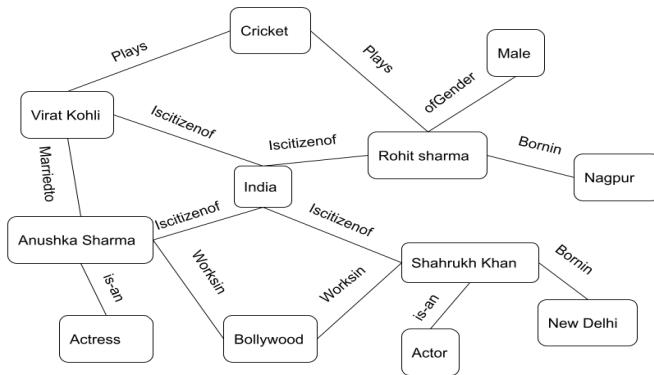 Cricket
Male
Plays
Plays
ofGender
Virat Kohli
Iscitizenof
Iscitizenof
Rohit sharma
Bornin
Nagpur
Marriedto
India
Iscitizenof
Iscitizenof
Anushka Sharma
Worksin
Worksin
Shahrukh Khan
Bornin
is-an
is-an
Actress
Bollywood
Actor
New Delhi